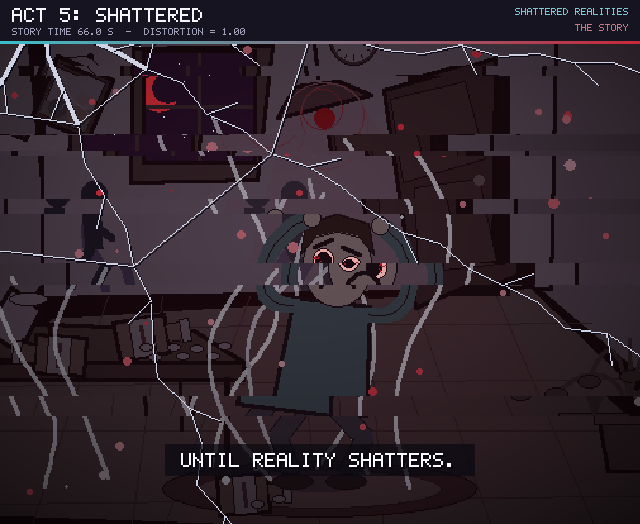 ACT 5: SHATTERED
STORY TIME 66.0 S – DISTORTION = 1.00
SHATTERED REALITIES
THE STORY
UNTIL REALITY SHATTERS.